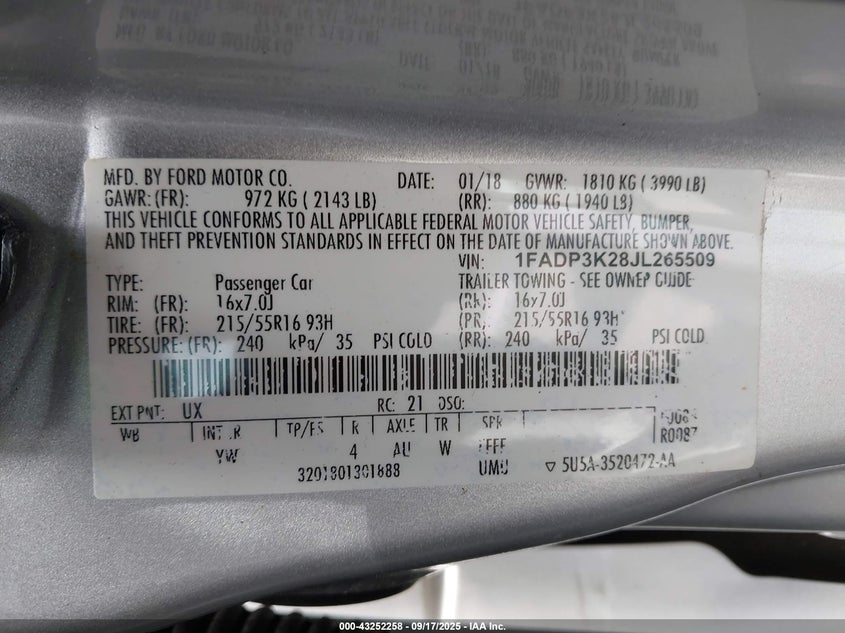 MFD. BY FORD MOTOR CO. DATE: 01/18 GVWR: 1810 KG ( 3990 LB)
GAWR: (FR): 972 KG ( 2143 LB) (RR): 880 KG ( 1940 LB)
THIS VEHICLE CONFORMS TO ALL APPLICABLE FEDERAL MOTOR VEHICLE SAFETY, BUMPER,
AND THEFT PREVENTION STANDARDS IN EFFECT ON THE DATE OF MANUFACTURE SHOWN ABOVE.
VIN: 1FADP3K28JL265509
TYPE: Passenger Car TRAILER TOWING - SEE OWNER GUIDE
RIM: (FR): 16x7.0J (RR): 16x7.0J
TIRE: (FR): 215/55R16 93H 215/55R16 93H
PRESSURE: (FR): 240 kPa/ 35 PSI COLD (RR): 240 kPa/ 35 PSI COLD
EXT PNT: UX RC: 21 DSO:
WB R AXLE TR SPR R0087
YW 4 AU W
3201801301888 UMU ▽ 5U5A-3520472-AA
000-43252258 - 09/17/2025 - IAA Inc.